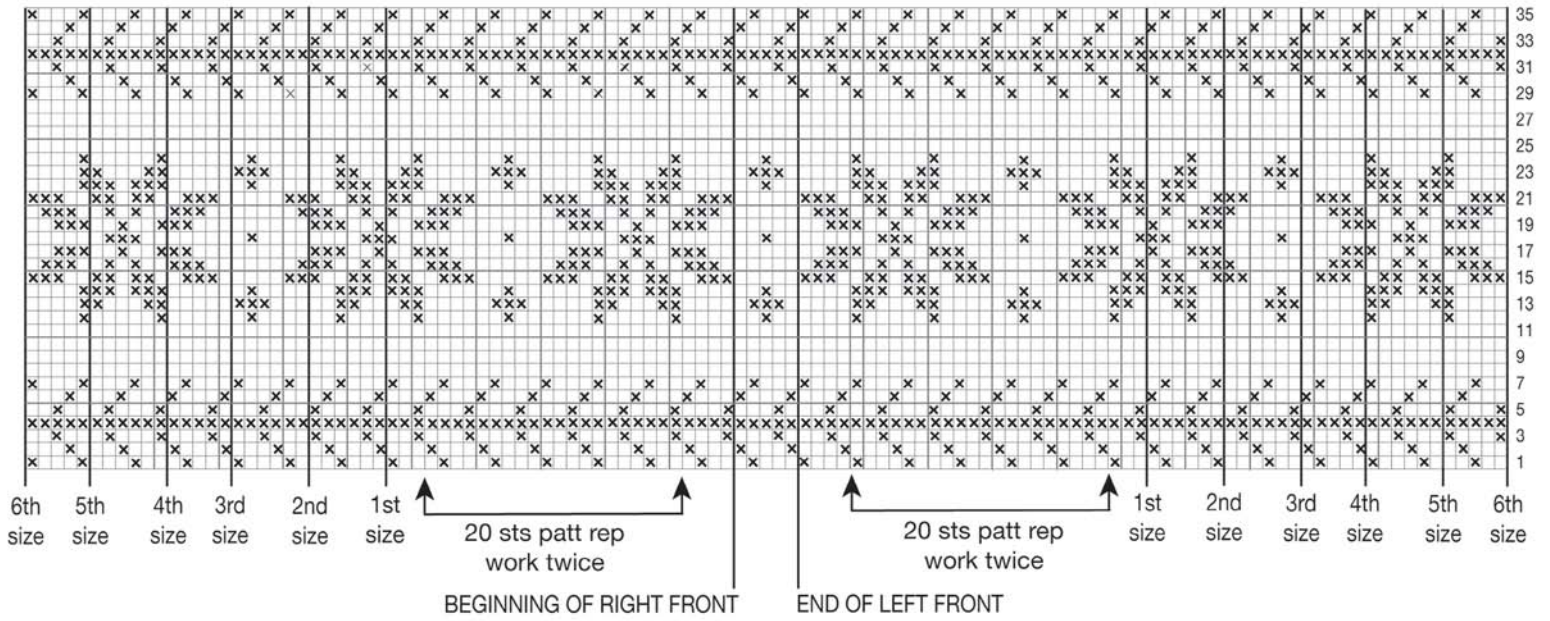 35
33
31
29
27
25
23
21
19
17
15
13
11
9
7
5
3
1
6th size
5th size
4th size
3rd size
2nd size
1st size
20 sts patt rep
work twice
20 sts patt rep
work twice
1st size
2nd size
3rd size
4th size
5th size
6th size
BEGINNING OF RIGHT FRONT
END OF LEFT FRONT